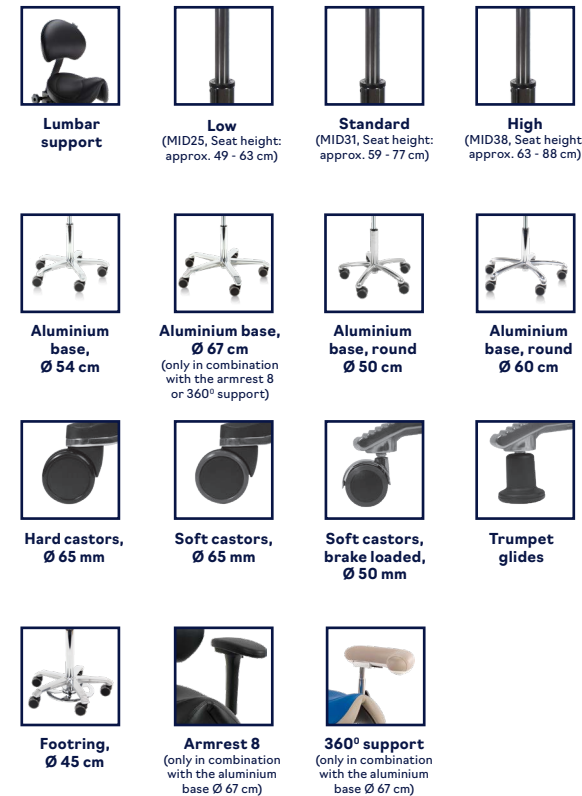 Lumbar
support
Low
(MID25, Seat height:
approx. 49 - 63 cm)
Standard
(MID31, Seat height:
approx. 59 - 77 cm)
High
(MID38, Seat height
approx. 63 - 88 cm)
Aluminium
base,
Ø 54 cm
Aluminium base,
Ø 67 cm
(only in combination
with the armrest 8
or 360⁰ support)
Aluminium
base, round
Ø 50 cm
Aluminium
base, round
Ø 60 cm
Hard castors,
Ø 65 mm
Soft castors,
Ø 65 mm
Soft castors,
brake loaded,
Ø 50 mm
Trumpet
glides
Footring,
Ø 45 cm
Armrest 8
(only in combination
with the aluminium
base Ø 67 cm)
360⁰ support
(only in combination
with the aluminium
base Ø 67 cm)